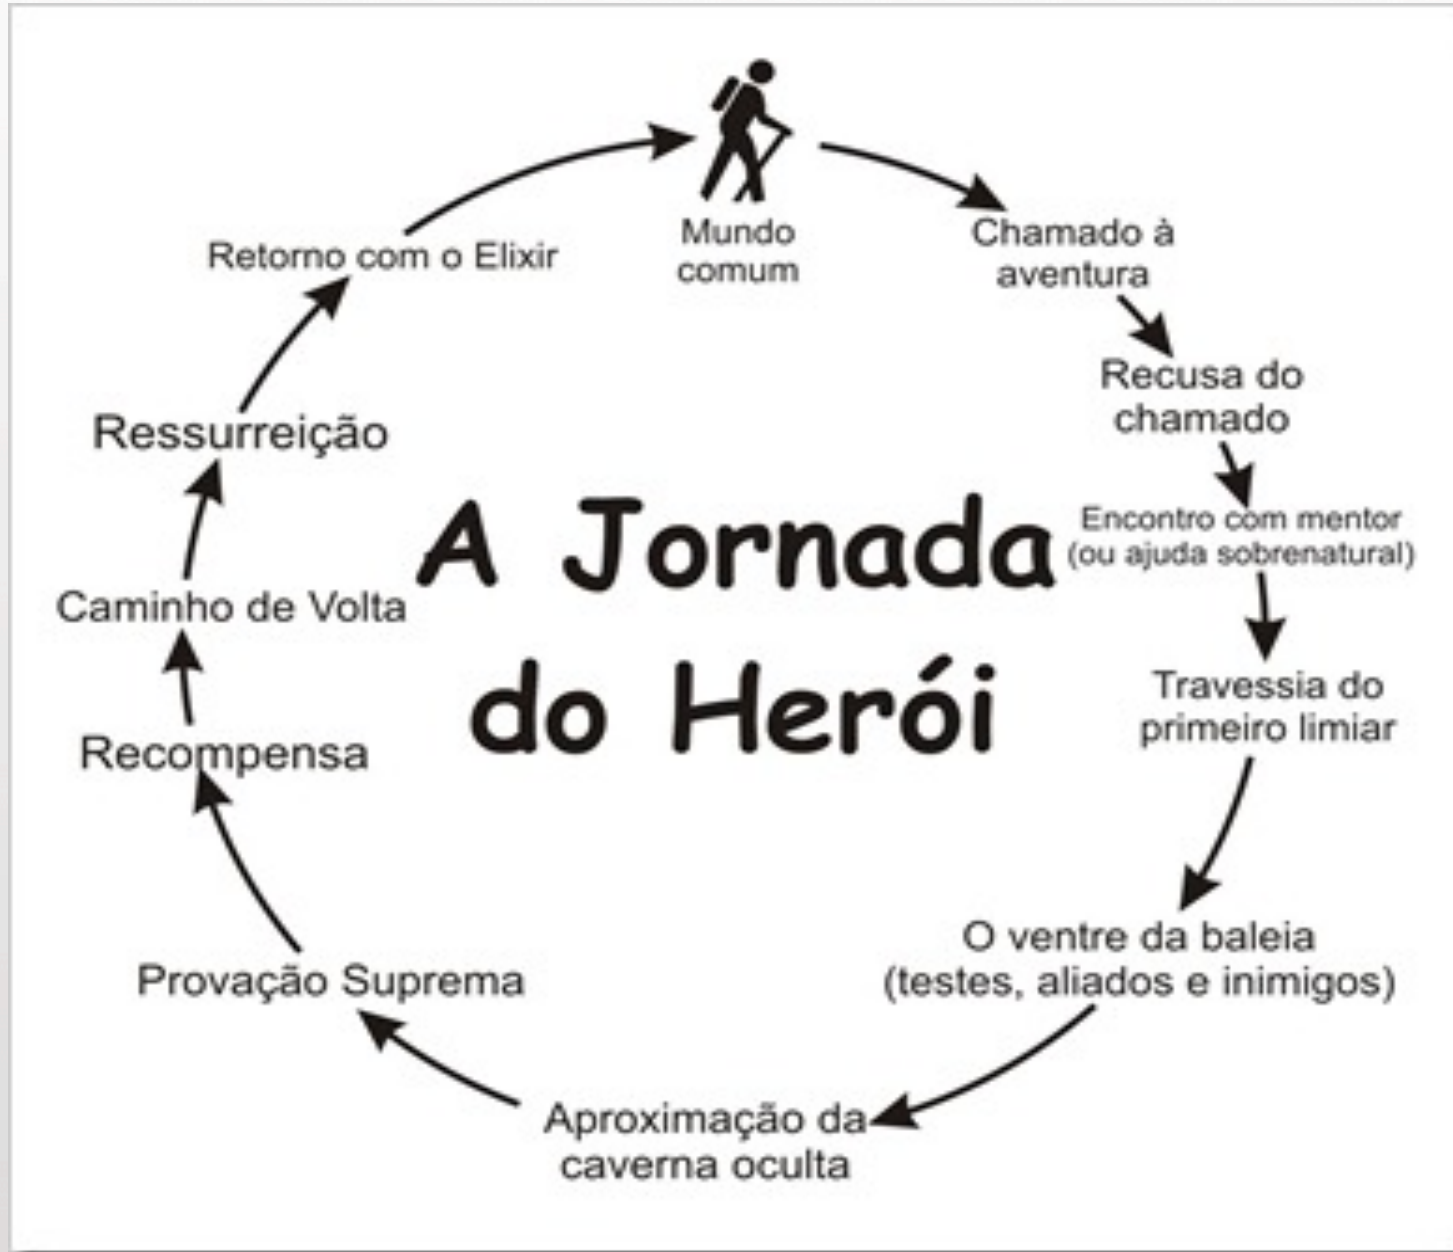 Mundo
comum
Chamado à
aventura
Recusa do
chamado
Encontro com mentor
(ou ajuda sobrenatural)
Travessia do
primeiro limiar
O ventre da baleia
(testes, aliados e inimigos)
Aproximação da
caverna oculta
Provação Suprema
Recompensa
Caminho de Volta
Ressurreição
Retorno com o Elixir
A Jornada
do Herói